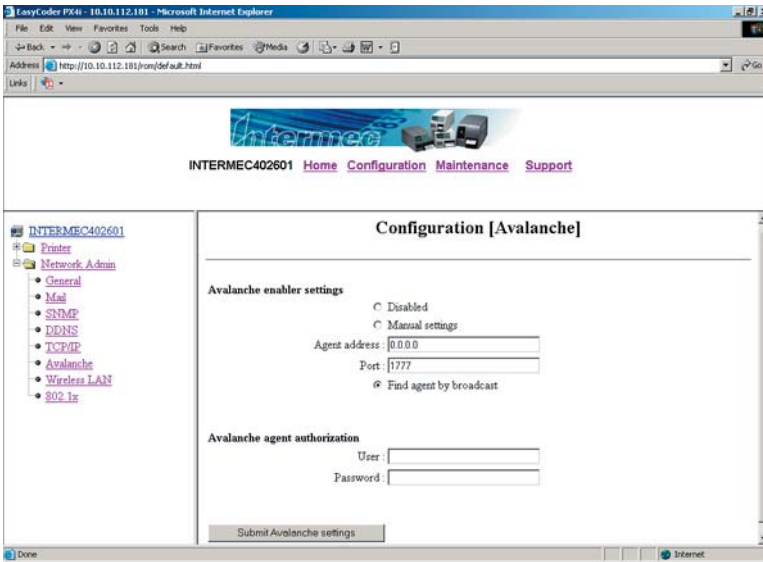 EasyCoder PX4i - 10.10.112.181 - Microsoft Internet Explorer
File Edit View Favorites Tools Help
Back Search Favorites Media
Address http://10.10.112.181/rom/default.html Go
Links
Intermec
INTERMEC402601 Home Configuration Maintenance Support
INTERMEC402601
Printer
Network Admin
General
Mail
SNMP
DDNS
TCP/IP
Avalanche
Wireless LAN
802.1x
Configuration [Avalanche]
Avalanche enabler settings
Disabled
Manual settings
Agent address : 0.0.0.0
Port : 1777
Find agent by broadcast
Avalanche agent authorization
User :
Password :
Submit Avalanche settings
Done Internet